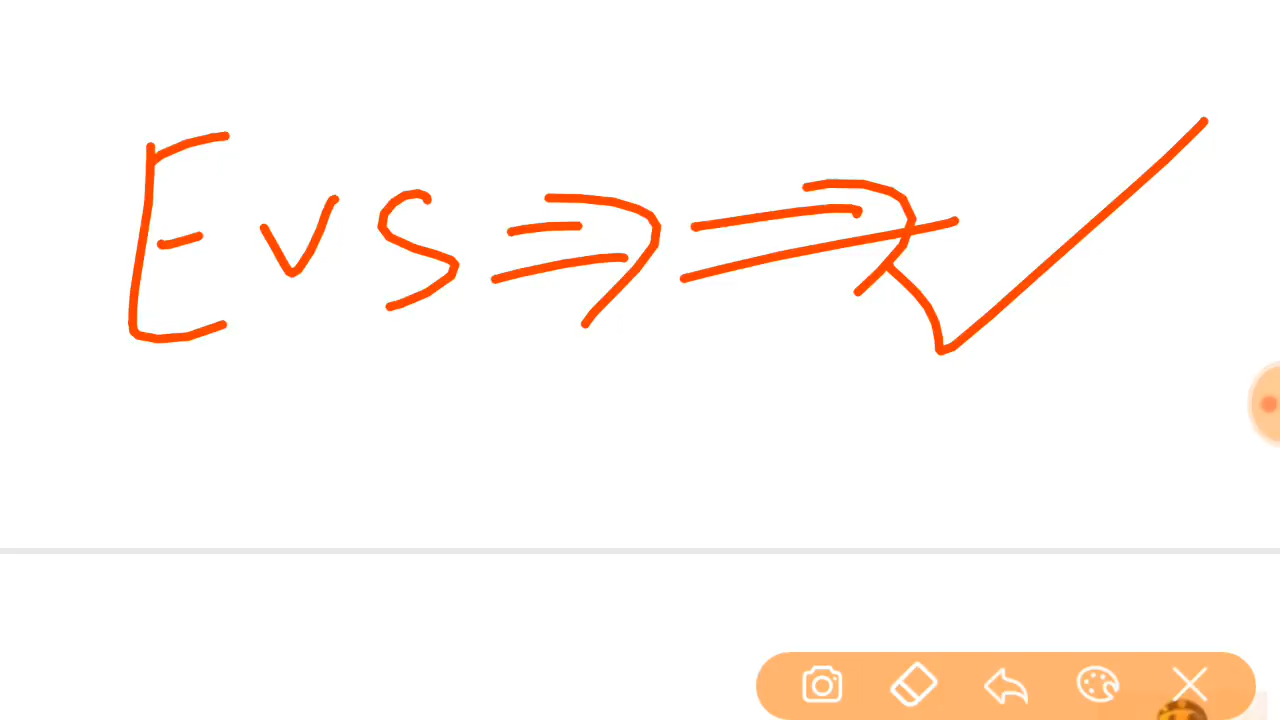 Evs ⇒ ⇒ ✓